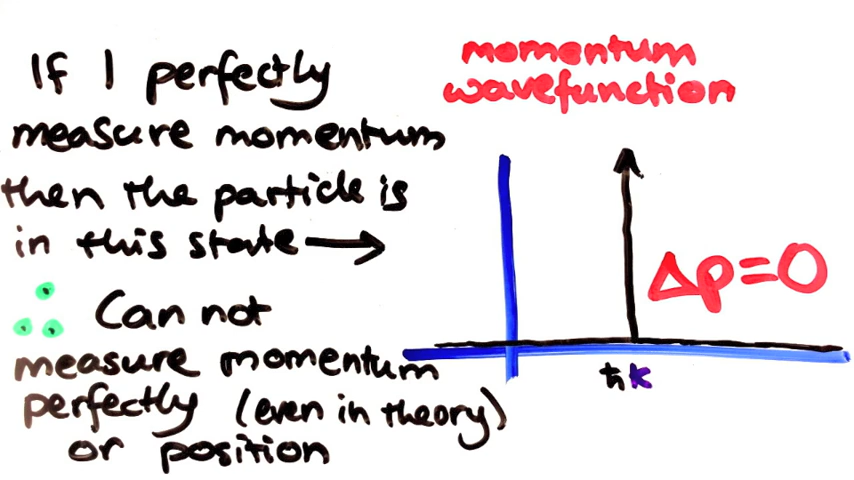 If I perfectly
measure momentum
then the particle is
in this state →
∴ Can not
measure momentum
perfectly (even in theory)
or position
momentum
wavefunction
Δp=0
ħk